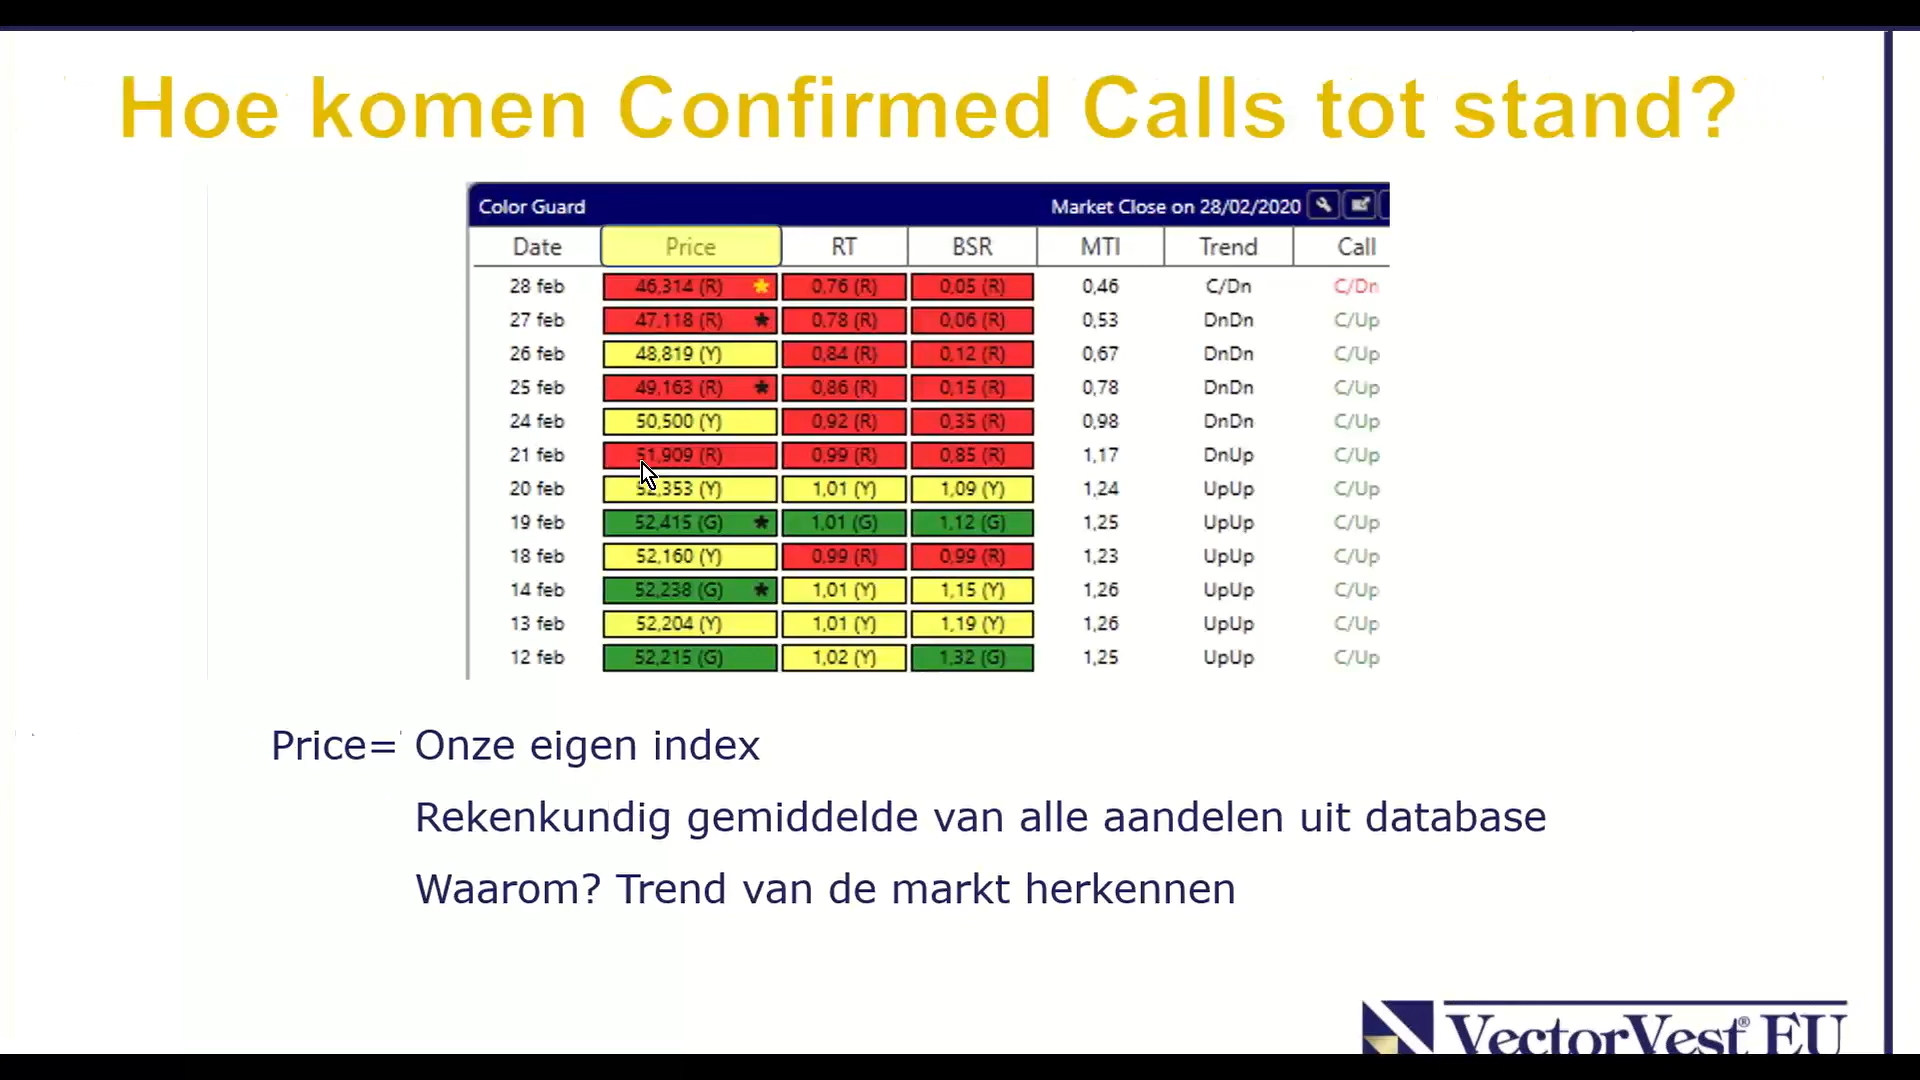 Hoe komen Confirmed Calls tot stand?
Color Guard Market Close on 28/02/2020
Date Price RT BSR MTI Trend Call
28 feb 46,314 (R) * 0,76 (R) 0,05 (R) 0,46 C/Dn C/Dn
27 feb 47,118 (R) * 0,78 (R) 0,06 (R) 0,53 DnDn C/Up
26 feb 48,819 (Y) 0,84 (R) 0,12 (R) 0,67 DnDn C/Up
25 feb 49,163 (R) * 0,86 (R) 0,15 (R) 0,78 DnDn C/Up
24 feb 50,500 (Y) 0,92 (R) 0,35 (R) 0,98 DnDn C/Up
21 feb 51,909 (R) 0,99 (R) 0,85 (R) 1,17 DnUp C/Up
20 feb 52,353 (Y) 1,01 (Y) 1,09 (Y) 1,24 UpUp C/Up
19 feb 52,415 (G) * 1,01 (G) 1,12 (G) 1,25 UpUp C/Up
18 feb 52,160 (Y) 0,99 (R) 0,99 (R) 1,23 UpUp C/Up
14 feb 52,238 (G) * 1,01 (Y) 1,15 (Y) 1,26 UpUp C/Up
13 feb 52,204 (Y) 1,01 (Y) 1,19 (Y) 1,26 UpUp C/Up
12 feb 52,215 (G) 1,02 (Y) 1,32 (G) 1,25 UpUp C/Up
Price= Onze eigen index
Rekenkundig gemiddelde van alle aandelen uit database
Waarom? Trend van de markt herkennen
VectorVest® EU